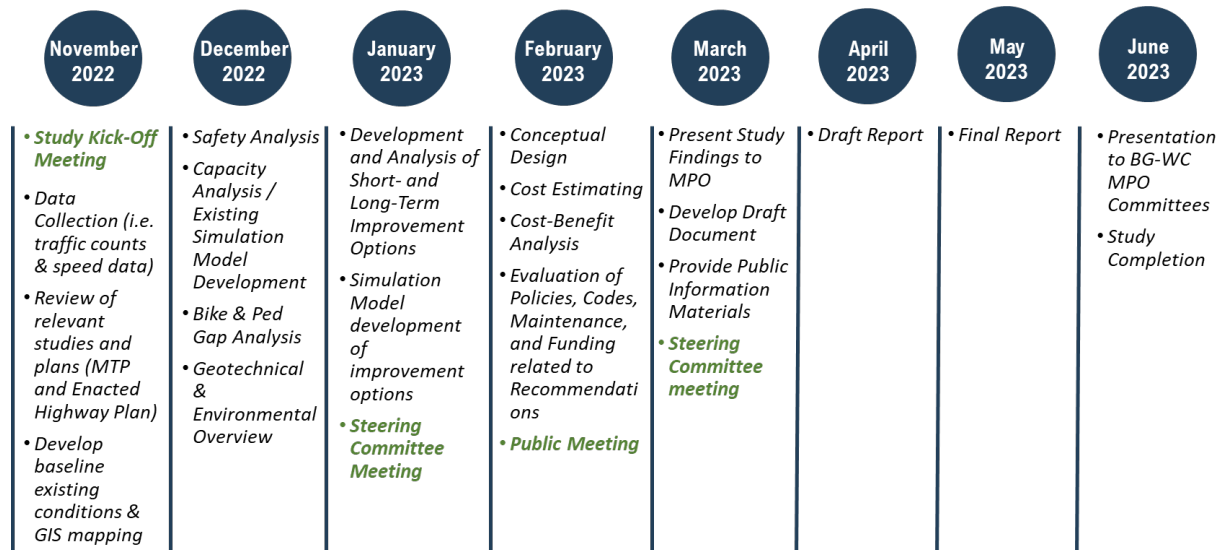 November
2022
December
2022
January
2023
February
2023
March
2023
April
2023
May
2023
June
2023
• Study Kick-Off
Meeting
• Data
Collection (i.e.
traffic counts
& speed data)
• Review of
relevant
studies and
plans (MTP
and Enacted
Highway Plan)
• Develop
baseline
existing
conditions &
GIS mapping
• Safety Analysis
• Capacity
Analysis /
Existing
Simulation
Model
Development
• Bike & Ped
Gap Analysis
• Geotechnical
&
Environmental
Overview
• Development
and Analysis of
Short- and
Long-Term
Improvement
Options
• Simulation
Model
development
of
improvement
options
• Steering
Committee
Meeting
• Conceptual
Design
• Cost Estimating
• Cost-Benefit
Analysis
• Evaluation of
Policies, Codes,
Maintenance,
and Funding
related to
Recommendati
ons
• Public Meeting
• Present Study
Findings to
MPO
• Develop Draft
Document
• Provide Public
Information
Materials
• Steering
Committee
meeting
• Draft Report
• Final Report
• Presentation
to BG-WC
MPO
Committees
• Study
Completion